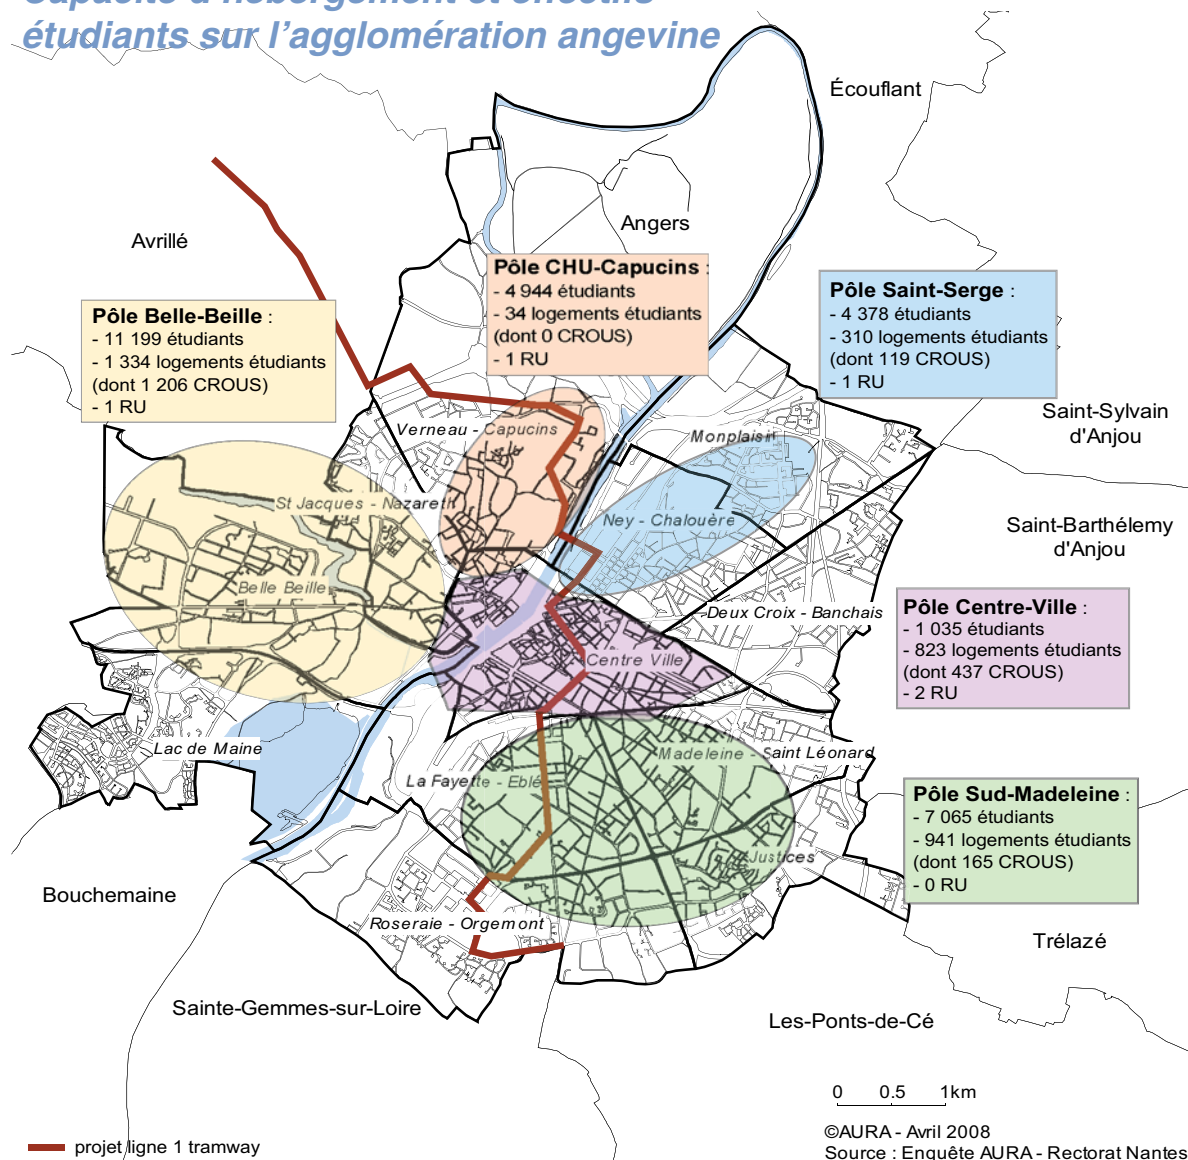 Capacité d'hébergement et effectifs
étudiants sur l'agglomération angevine
Écouflant
Angers
Avrillé
Pôle CHU-Capucins :
- 4 944 étudiants
- 34 logements étudiants
(dont 0 CROUS)
- 1 RU
Pôle Saint-Serge :
- 4 378 étudiants
- 310 logements étudiants
(dont 119 CROUS)
- 1 RU
Pôle Belle-Beille :
- 11 199 étudiants
- 1 334 logements étudiants
(dont 1 206 CROUS)
- 1 RU
Saint-Sylvain
d'Anjou
Verneau - Capucins
Monplaisir
St Jacques - Nazareth
Ney - Chalouère
Saint-Barthélemy
d'Anjou
Belle Beille
Deux Croix - Banchais
Pôle Centre-Ville :
- 1 035 étudiants
- 823 logements étudiants
(dont 437 CROUS)
- 2 RU
Centre Ville
Lac de Maine
Madeleine - Saint Léonard
La Fayette - Eblé
Pôle Sud-Madeleine :
- 7 065 étudiants
- 941 logements étudiants
(dont 165 CROUS)
- 0 RU
Justices
Bouchemaine
Roseraie - Orgemont
Trélazé
Sainte-Gemmes-sur-Loire
Les-Ponts-de-Cé
0 0.5 1km
©AURA - Avril 2008
projet ligne 1 tramway
Source : Enquête AURA - Rectorat Nantes